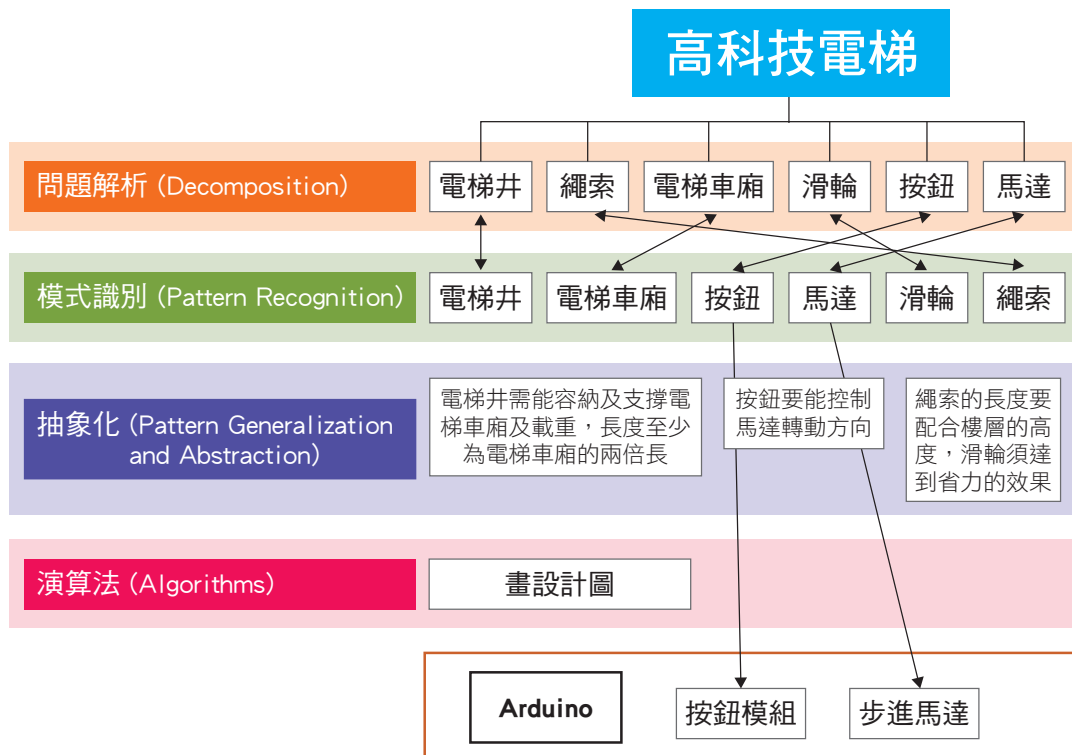 高科技電梯
問題解析 (Decomposition)
電梯井
繩索
電梯車廂
滑輪
按鈕
馬達
模式識別 (Pattern Recognition)
電梯井
電梯車廂
按鈕
馬達
滑輪
繩索
抽象化 (Pattern Generalization
and Abstraction)
電梯井需能容納及支撐電
梯車廂及載重，長度至少
為電梯車廂的兩倍長
按鈕要能控制
馬達轉動方向
繩索的長度要
配合樓層的高
度，滑輪須達
到省力的效果
演算法 (Algorithms)
畫設計圖
Arduino
按鈕模組
步進馬達